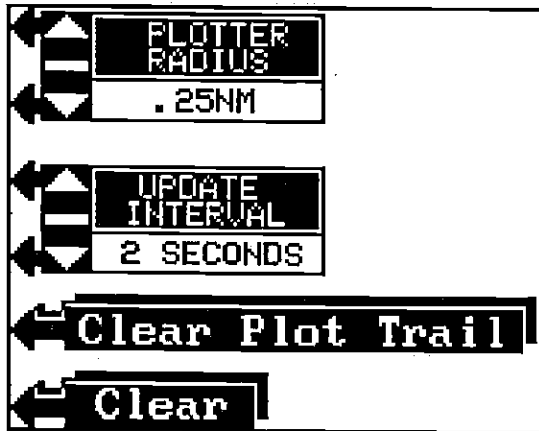 PLOTTER
RADIUS
.25NM
UPDATE
INTERVAL
2 SECONDS
Clear Plot Trail
Clear